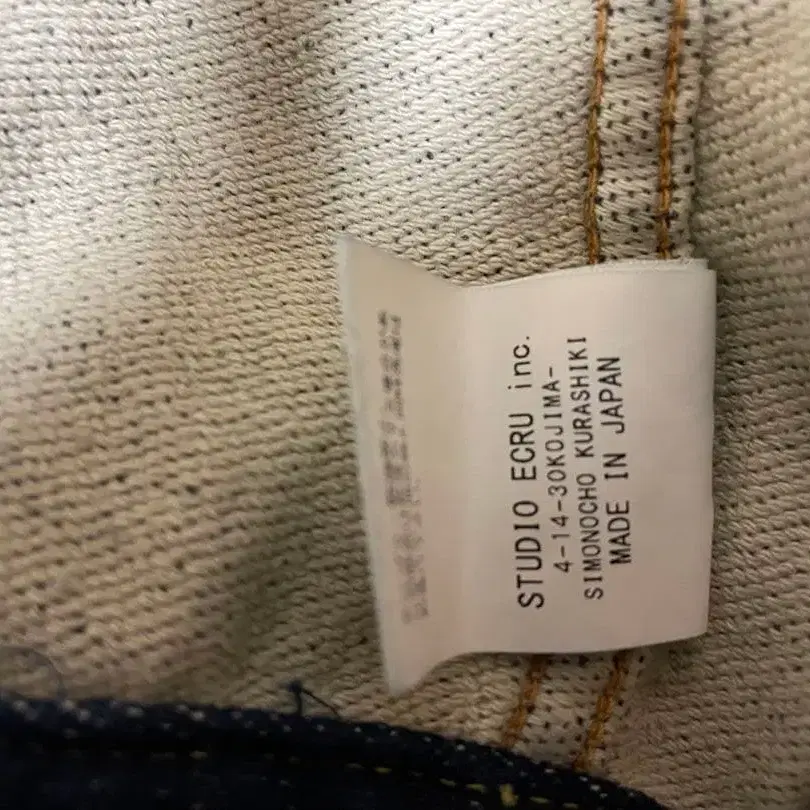 STUDIO ECRU inc.
4-14-30KOJIMA-
SIMONOCHO KURASHIKI
MADE IN JAPAN